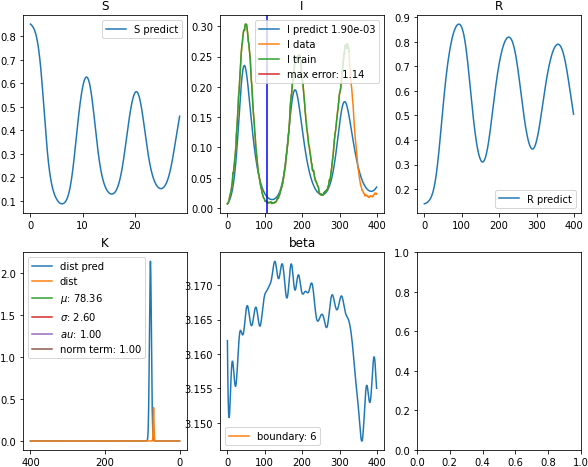 S
I
R
S predict
I predict 1.90e-03
I data
I train
max error: 1.14
R predict
0.8
0.7
0.6
0.5
0.4
0.3
0.2
0.1
0 10 20
0.30
0.25
0.20
0.15
0.10
0.05
0.00
0 100 200 300 400
0.9
0.8
0.7
0.6
0.5
0.4
0.3
0.2
0 100 200 300 400
K
beta
dist pred
dist
μ: 78.36
σ: 2.60
au: 1.00
norm term: 1.00
boundary: 6
2.0
1.5
1.0
0.5
0.0
400 200 0
3.170
3.165
3.160
3.155
3.150
0 100 200 300 400
1.0
0.8
0.6
0.4
0.2
0.0
0.0 0.2 0.4 0.6 0.8 1.0